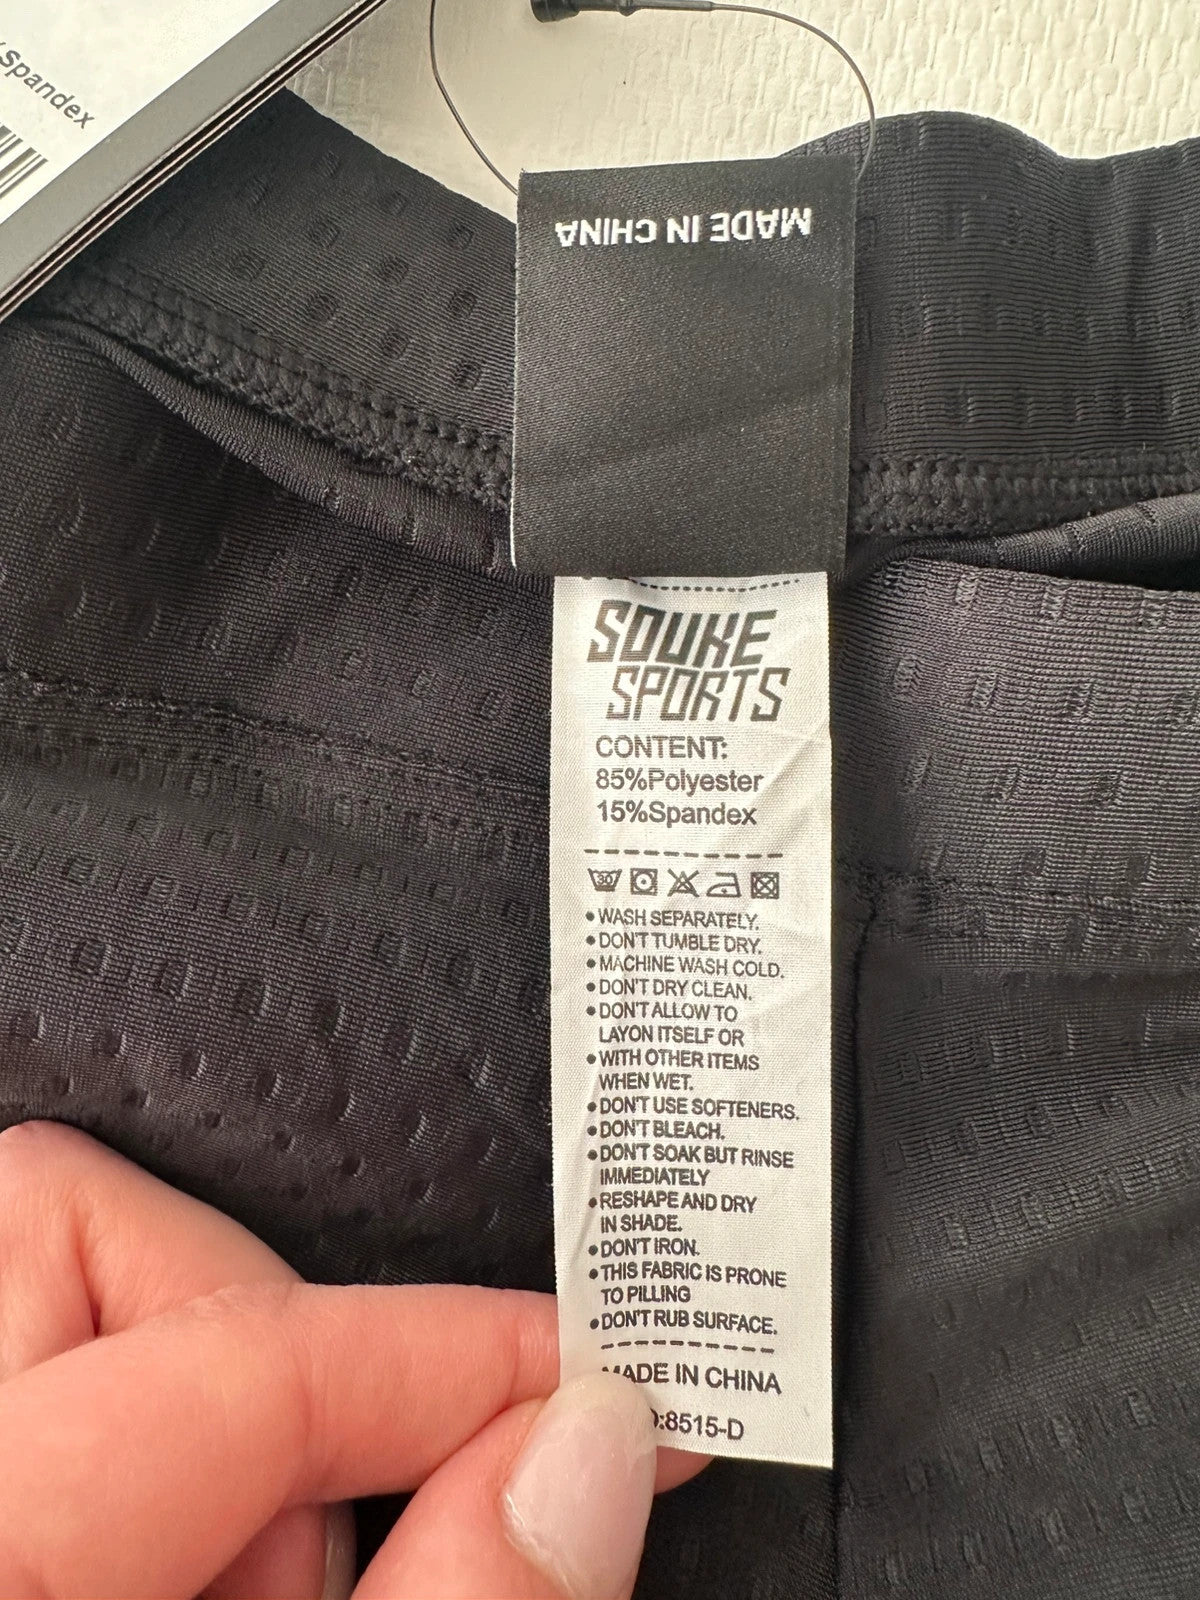 Spandex
MADE IN CHINA
SOUKE
SPORTS
CONTENT:
85%Polyester
15%Spandex
30
• WASH SEPARATELY.
• DON'T TUMBLE DRY.
• MACHINE WASH COLD.
• DON'T DRY CLEAN.
• DON'T ALLOW TO
LAYON ITSELF OR
• WITH OTHER ITEMS
WHEN WET.
• DON'T USE SOFTENERS.
• DON'T BLEACH.
• DON'T SOAK BUT RINSE
IMMEDIATELY
• RESHAPE AND DRY
IN SHADE.
• DON'T IRON.
• THIS FABRIC IS PRONE
TO PILLING
• DON'T RUB SURFACE.
MADE IN CHINA
:8515-D